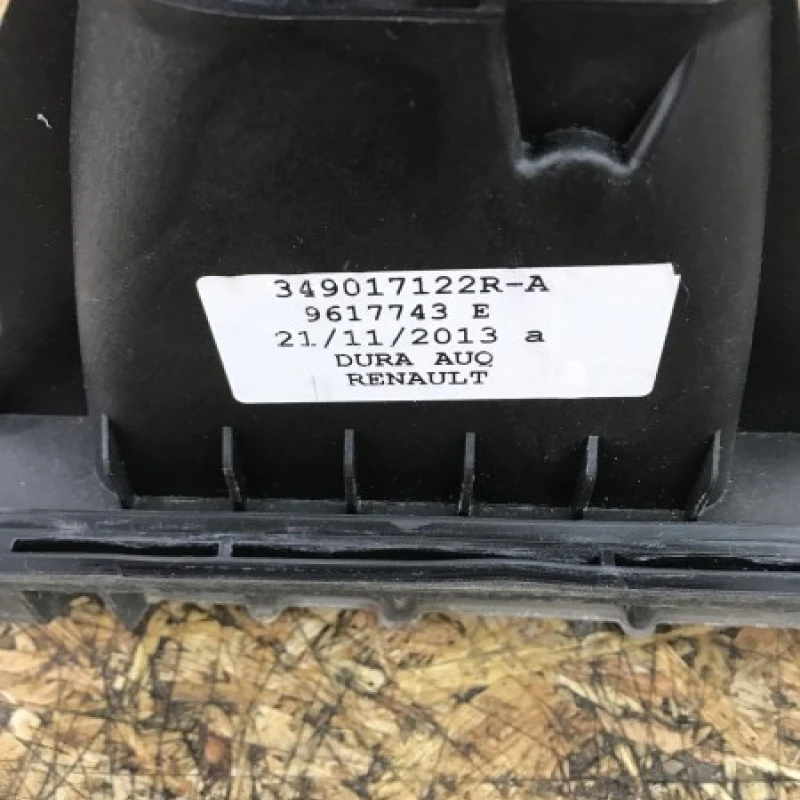 349017122R-A
9617743 E
21/11/2013 a
DURA AUQ
RENAULT